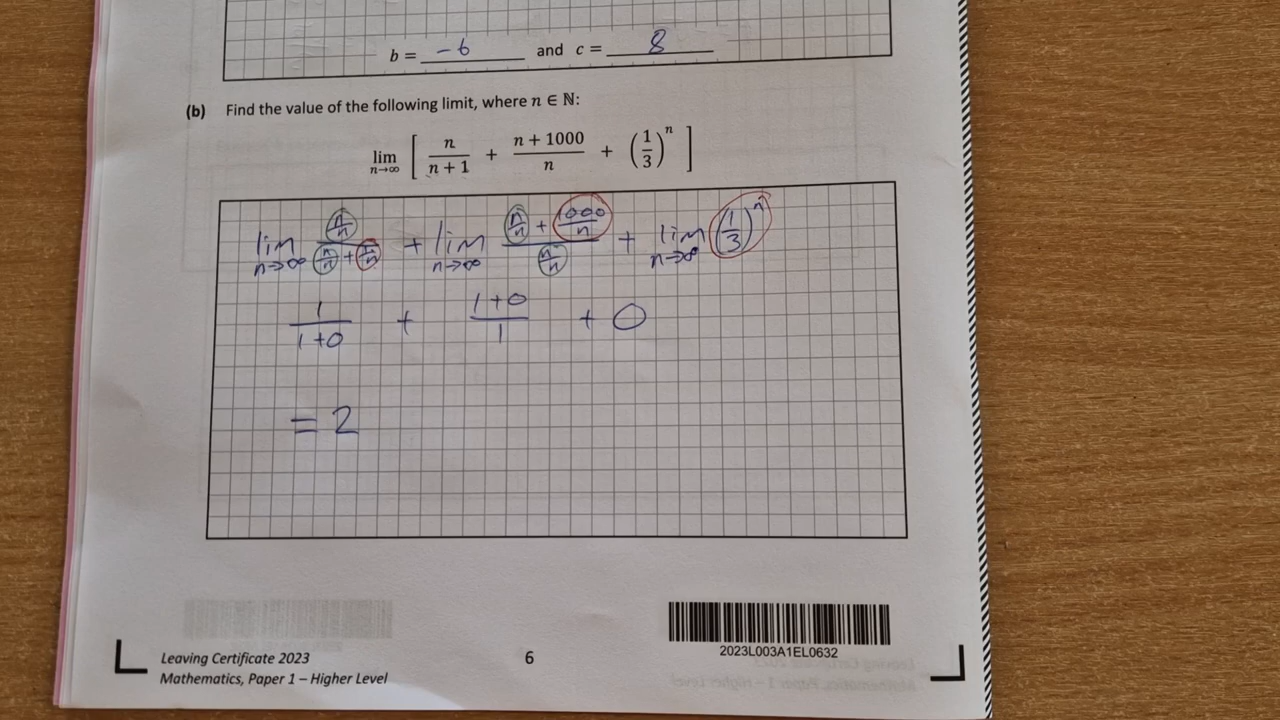 b = -6 and c = 8
(b) Find the value of the following limit, where n ∈ ℕ:
lim n→∞ [ n/(n + 1) + (n + 1000)/n + (1/3)^n ]
lim n→∞ (n/n)/(n/n + 1/n) + lim n→∞ (n/n + 1000/n)/(n/n) + lim n→∞ (1/3)^n
1/(1+0) + (1+0)/1 + 0
= 2
Leaving Certificate 2023
Mathematics, Paper 1 – Higher Level
6
2023L003A1EL0632